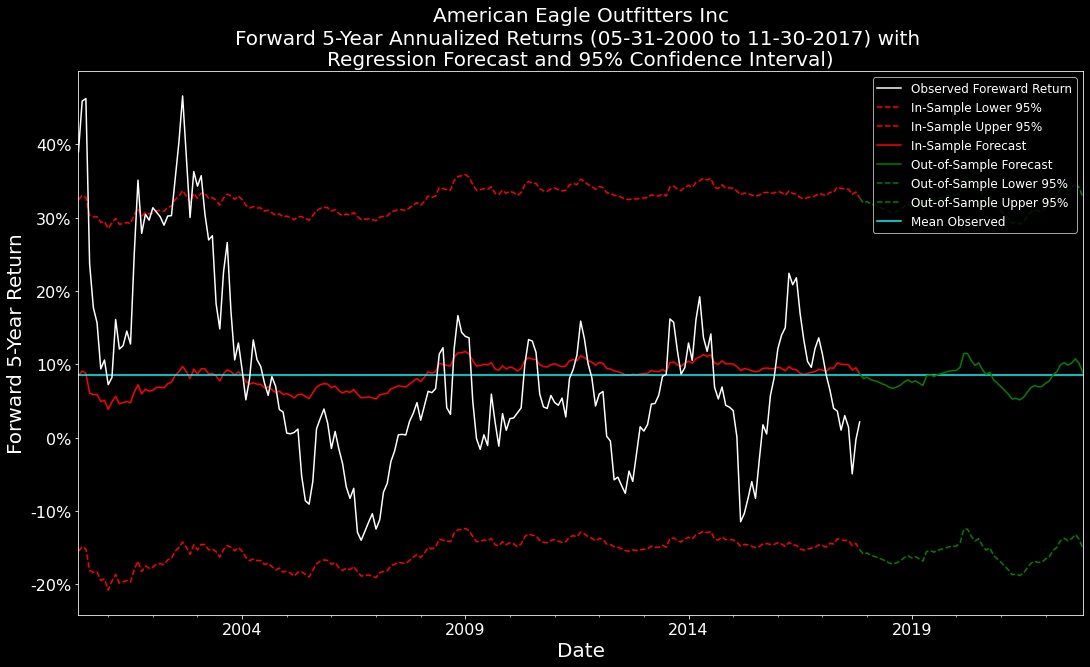 American Eagle Outfitters Inc
Forward 5-Year Annualized Returns (05-31-2000 to 11-30-2017) with
Regression Forecast and 95% Confidence Interval)
Observed Foreward Return
In-Sample Lower 95%
In-Sample Upper 95%
In-Sample Forecast
Out-of-Sample Forecast
Out-of-Sample Lower 95%
Out-of-Sample Upper 95%
Mean Observed
Forward 5-Year Return
40%
30%
20%
10%
0%
-10%
-20%
2004
2009
2014
2019
Date